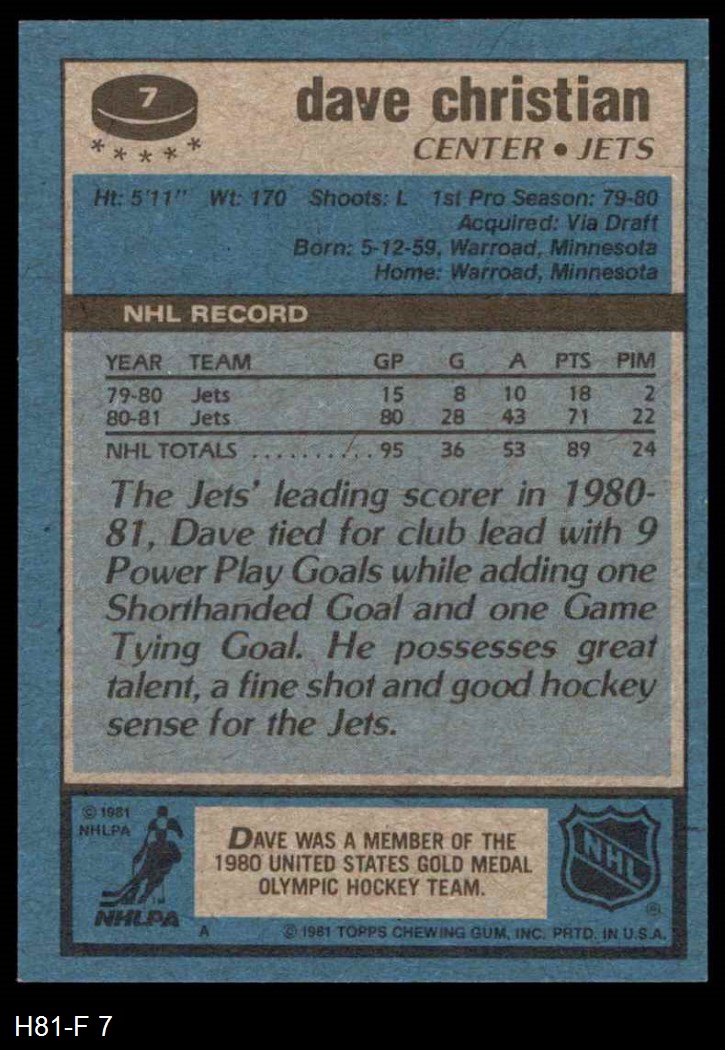 7
dave christian
* * * * *
CENTER • JETS
Ht: 5'11" Wt: 170 Shoots: L 1st Pro Season: 79-80
Acquired: Via Draft
Born: 5-12-59, Warroad, Minnesota
Home: Warroad, Minnesota
NHL RECORD
YEAR TEAM GP G A PTS PIM
79-80 Jets 15 8 10 18 2
80-81 Jets 80 28 43 71 22
NHL TOTALS .......... 95 36 53 89 24
The Jets' leading scorer in 1980-
81, Dave tied for club lead with 9
Power Play Goals while adding one
Shorthanded Goal and one Game
Tying Goal. He possesses great
talent, a fine shot and good hockey
sense for the Jets.
© 1981
NHLPA
NHLPA
TM
DAVE WAS A MEMBER OF THE
1980 UNITED STATES GOLD MEDAL
OLYMPIC HOCKEY TEAM.
NHL
®
A © 1981 TOPPS CHEWING GUM, INC. PRTD. IN U.S.A.
H81-F 7